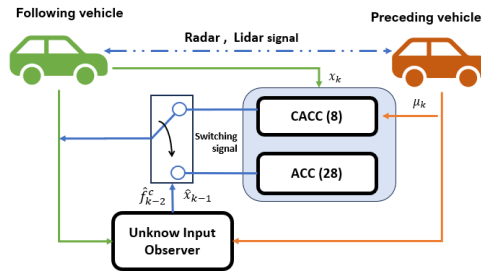 Following vehicle
Preceding vehicle
Radar , Lidar signal
x_k
CACC (8)
μ_k
Switching
signal
ACC (28)
f̂^c_{k-2} x̂_{k-1}
Unknow Input
Observer